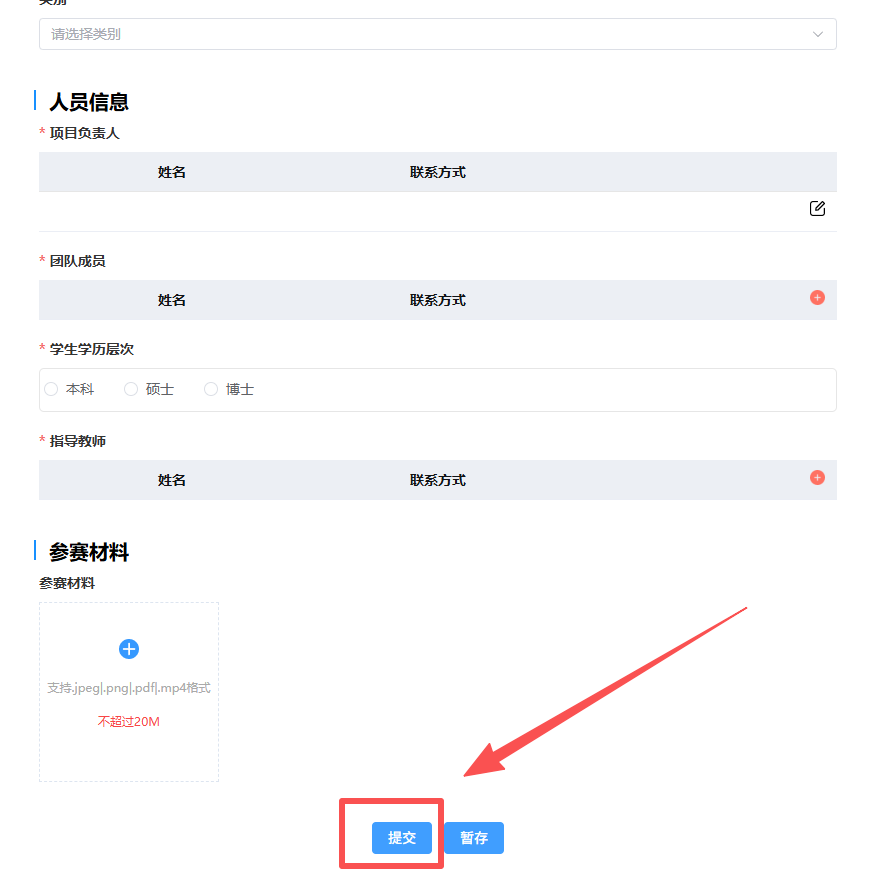 类别
请选择类别
人员信息
* 项目负责人
姓名 联系方式
* 团队成员
姓名 联系方式
* 学生学历层次
本科 硕士 博士
* 指导教师
姓名 联系方式
参赛材料
参赛材料
支持.jpeg|.png|.pdf|.mp4格式
不超过20M
提交 暂存